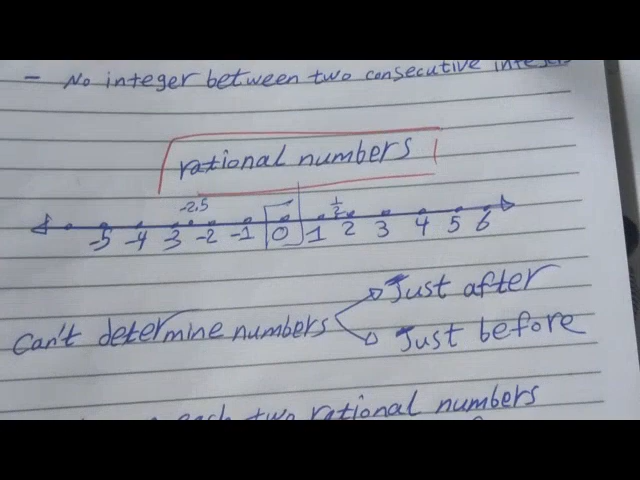 - No integer between two consecutive integers
rational numbers
-2,5 1/2
-5 -4 -3 -2 -1 0 1 2 3 4 5 6
Can't determine numbers
Just after
Just before
each two rational numbers